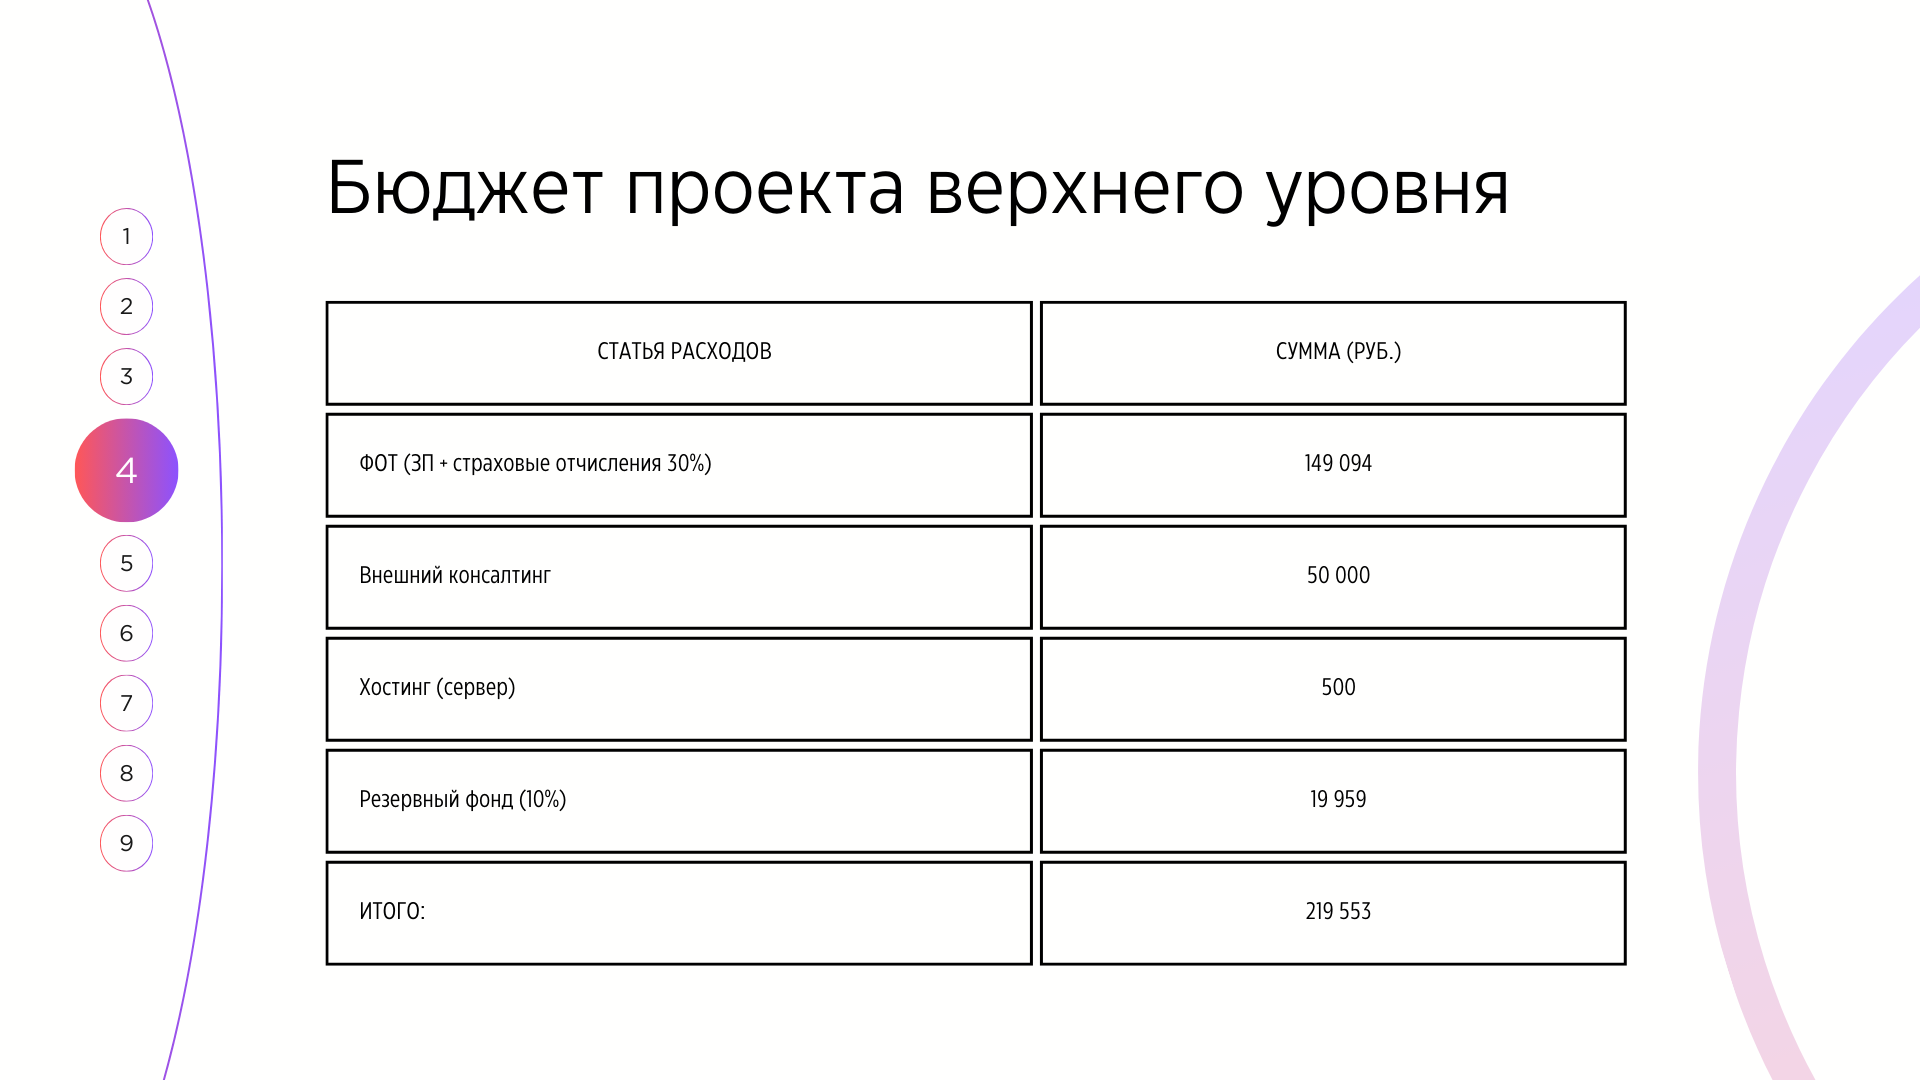 Бюджет проекта верхнего уровня
1
2
3
4
5
6
7
8
9
СТАТЬЯ РАСХОДОВ СУММА (РУБ.)
ФОТ (ЗП + страховые отчисления 30%) 149 094
Внешний консалтинг 50 000
Хостинг (сервер) 500
Резервный фонд (10%) 19 959
ИТОГО: 219 553